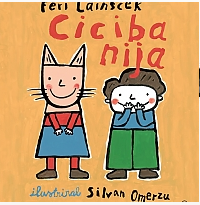 Feri Lainšček
Ciciba
nija
ilustriral Silvan Omerzu